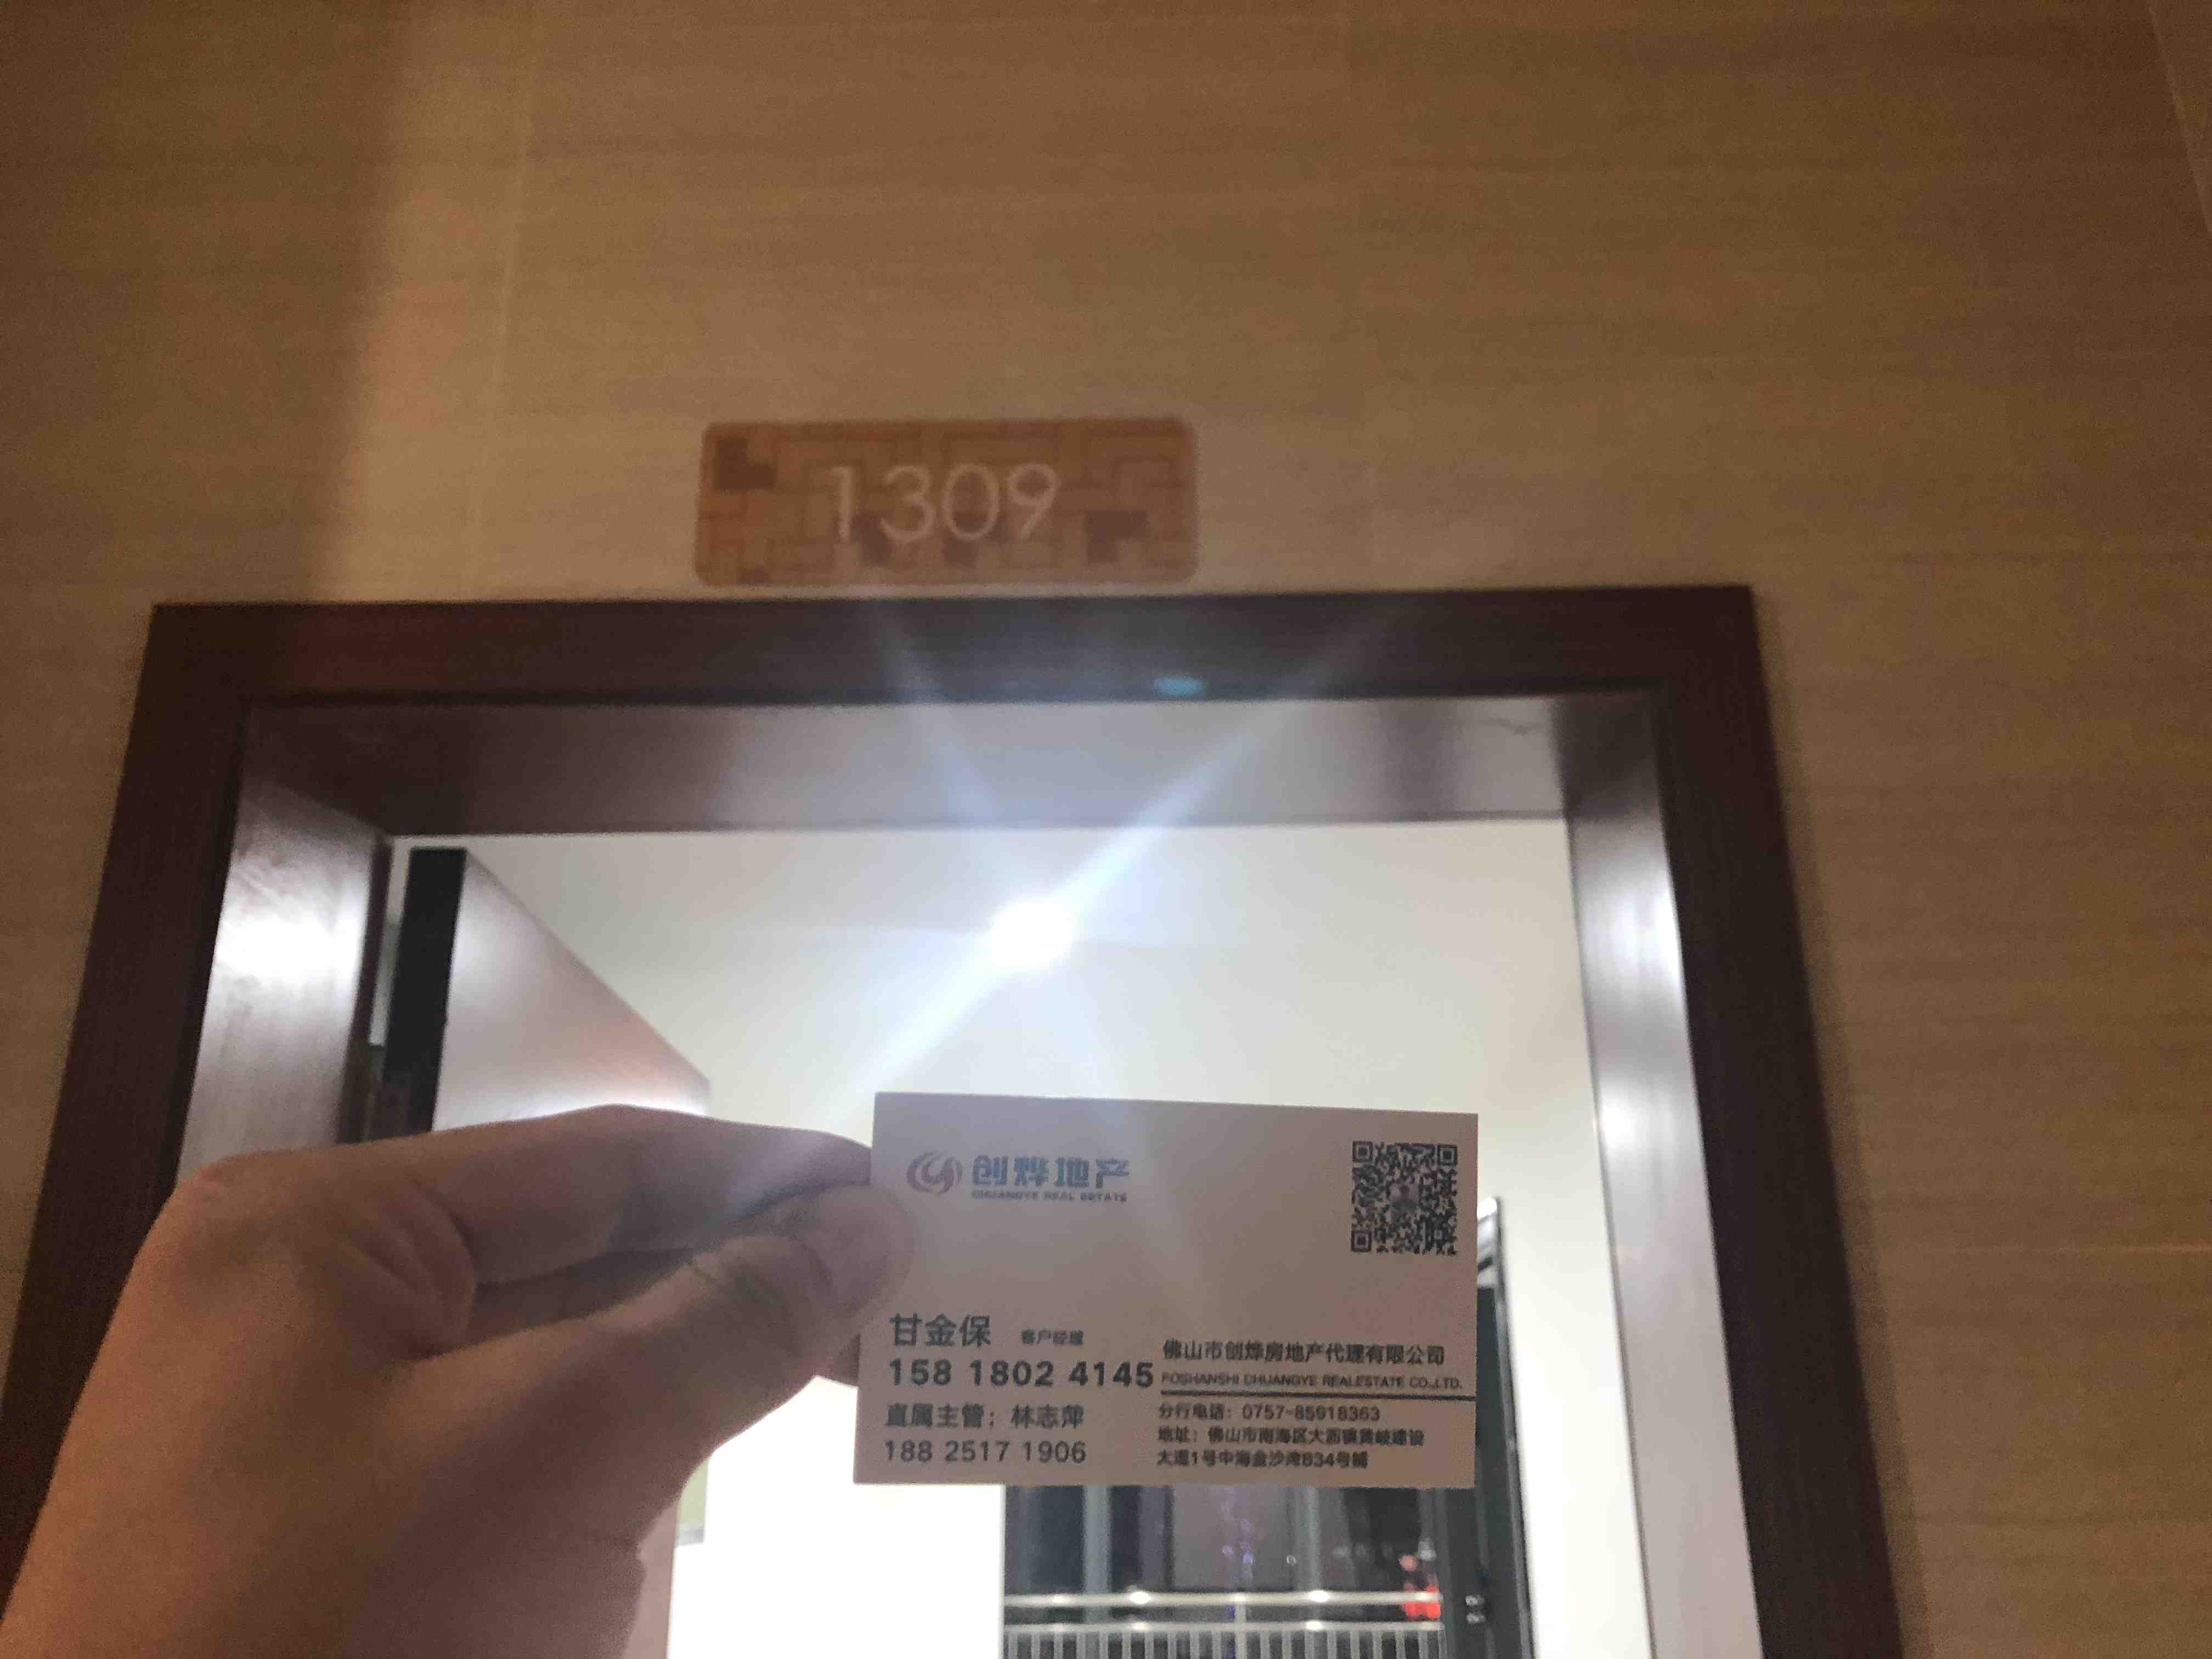 1309
创烨地产
CHUANGYE REAL ESTATE
甘金保 客户经理
158 1802 4145
直属主管：林志萍
188 2517 1906
佛山市创烨房地产代理有限公司
FOSHANSHI CHUANGYE REALESTATE CO.,LTD.
分行电话：0757-85918363
地址：佛山市南海区大沥镇黄岐建设
大道1号中海金沙湾B34号铺